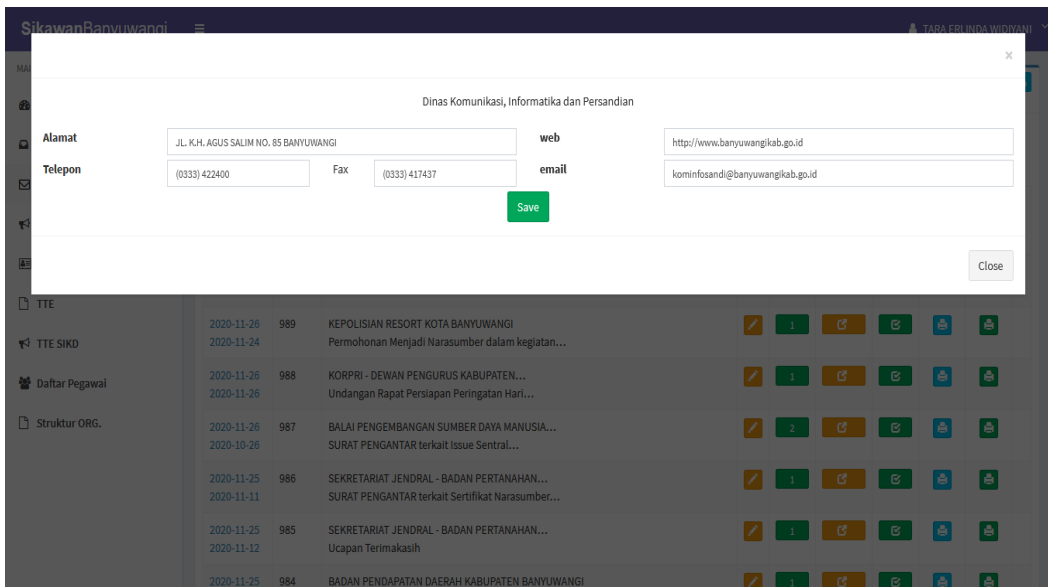 SikawanBanyuwangi TARA ERLINDA WIDIYANI
×
MAI
Dinas Komunikasi, Informatika dan Persandian
Alamat JL. K.H. AGUS SALIM NO. 85 BANYUWANGI web http://www.banyuwangikab.go.id
Telepon (0333) 422400 Fax (0333) 417437 email kominfosandi@banyuwangikab.go.id
Save
Close
TTE
TTE SIKD
Daftar Pegawai
Struktur ORG.
2020-11-26 989 KEPOLISIAN RESORT KOTA BANYUWANGI 1
2020-11-24 Permohonan Menjadi Narasumber dalam kegiatan...
2020-11-26 988 KORPRI - DEWAN PENGURUS KABUPATEN... 1
2020-11-26 Undangan Rapat Persiapan Peringatan Hari...
2020-11-26 987 BALAI PENGEMBANGAN SUMBER DAYA MANUSIA... 2
2020-10-26 SURAT PENGANTAR terkait Issue Sentral...
2020-11-25 986 SEKRETARIAT JENDRAL - BADAN PERTANAHAN... 1
2020-11-11 SURAT PENGANTAR terkait Sertifikat Narasumber...
2020-11-25 985 SEKRETARIAT JENDRAL - BADAN PERTANAHAN... 1
2020-11-12 Ucapan Terimakasih
2020-11-25 984 BADAN PENDAPATAN DAERAH KABUPATEN BANYUWANGI 1